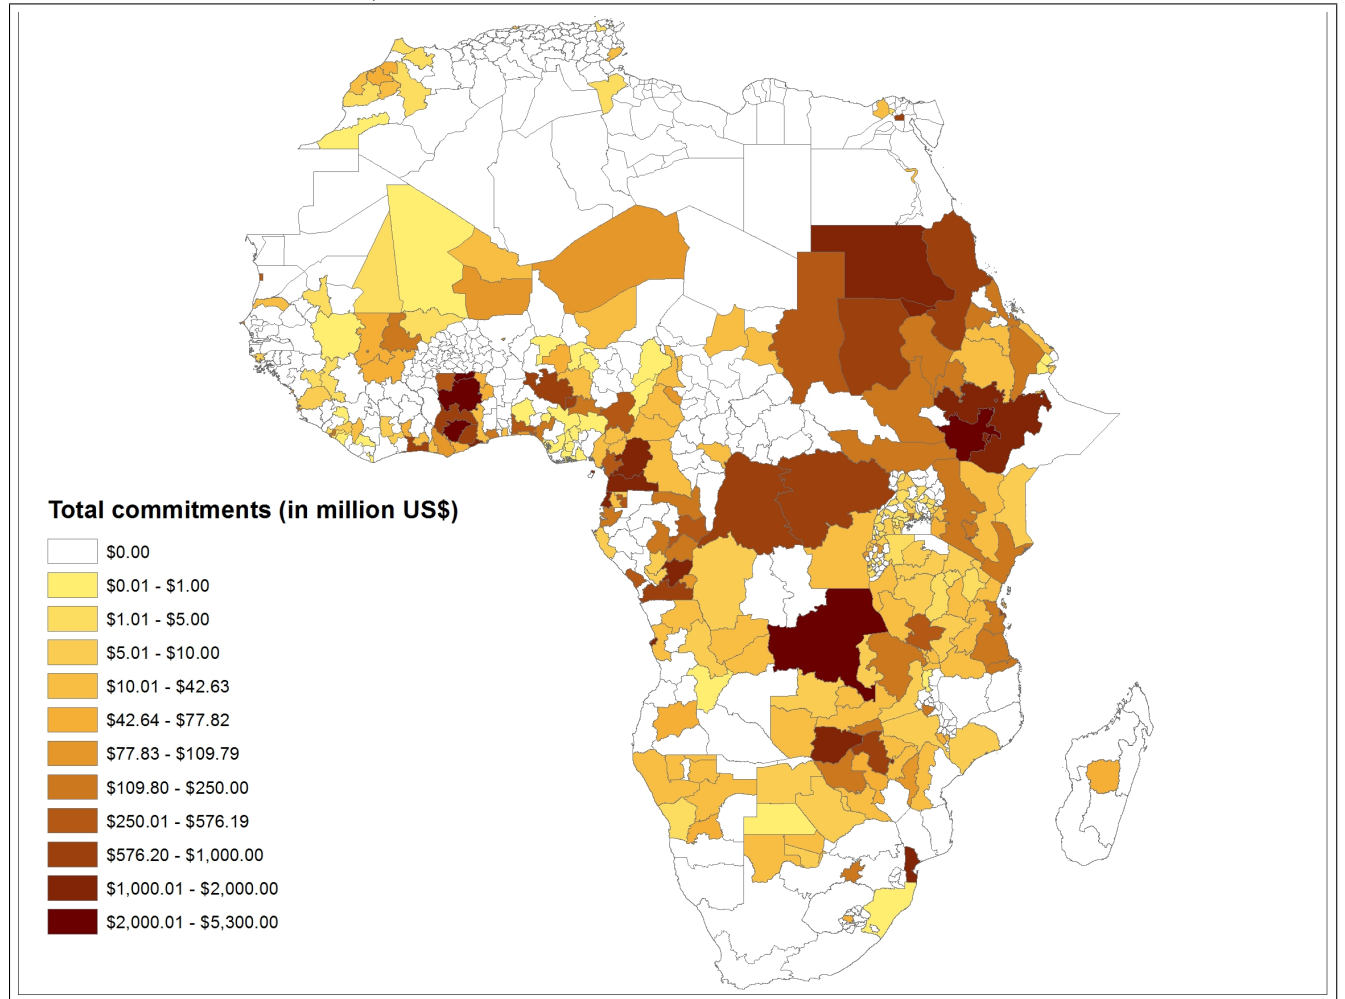 Total commitments (in million US$)
$0.00
$0.01 - $1.00
$1.01 - $5.00
$5.01 - $10.00
$10.01 - $42.63
$42.64 - $77.82
$77.83 - $109.79
$109.80 - $250.00
$250.01 - $576.19
$576.20 - $1,000.00
$1,000.01 - $2,000.00
$2,000.01 - $5,300.00